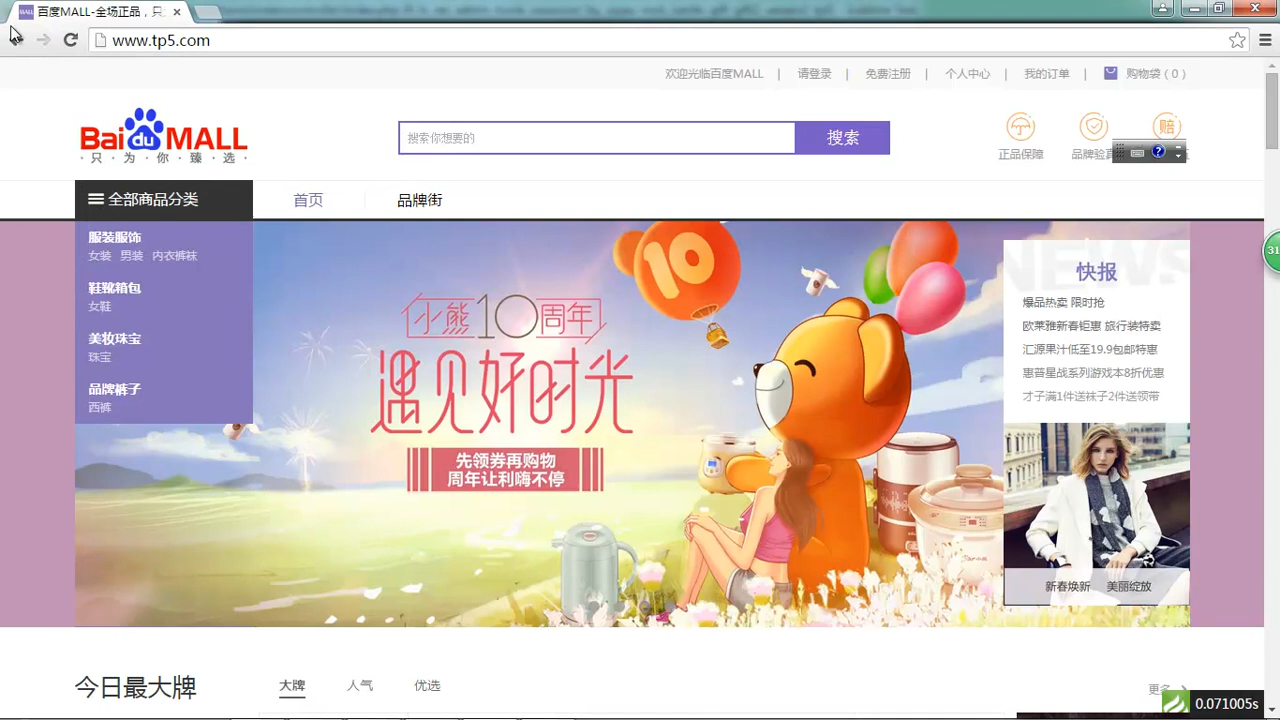 百度MALL-全场正品，只
www.tp5.com
欢迎光临百度MALL | 请登录 | 免费注册 | 个人中心 | 我的订单 | 购物袋 ( 0 )
Bai du MALL
·只·为·你·臻·选·
搜索你想要的
搜索
赔
正品保障
品牌验真
全部商品分类
首页
品牌街
服装服饰
女装 男装 内衣裤袜
鞋靴箱包
女鞋
美妆珠宝
珠宝
品牌裤子
西裤
10
小熊10周年
遇见好时光
先领券再购物
周年让利嗨不停
NEWS
快报
爆品热卖 限时抢
欧莱雅新春钜惠 旅行装特卖
汇源果汁低至19.9包邮特惠
惠普星战系列游戏本8折优惠
才子满1件送袜子2件送领带
新春焕新 美丽绽放
31
今日最大牌
大牌
人气
优选
更多
0.071005s